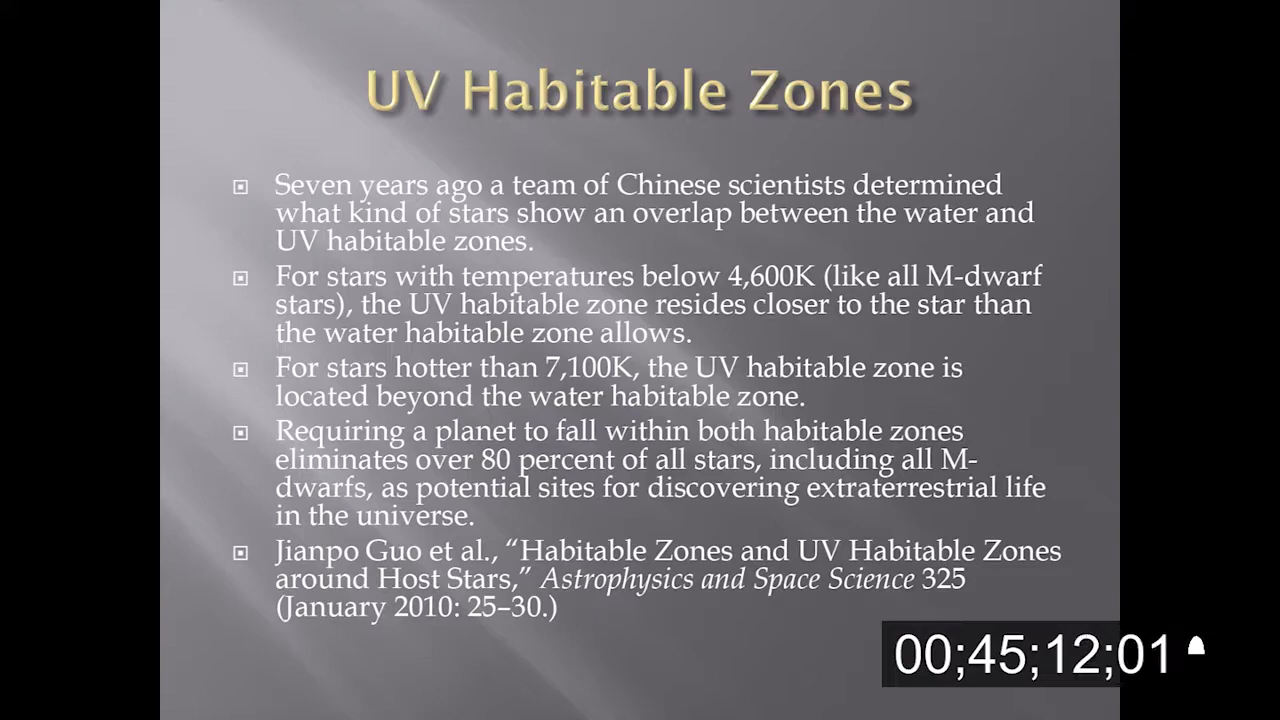 UV Habitable Zones
Seven years ago a team of Chinese scientists determined
what kind of stars show an overlap between the water and
UV habitable zones.
For stars with temperatures below 4,600K (like all M-dwarf
stars), the UV habitable zone resides closer to the star than
the water habitable zone allows.
For stars hotter than 7,100K, the UV habitable zone is
located beyond the water habitable zone.
Requiring a planet to fall within both habitable zones
eliminates over 80 percent of all stars, including all M-
dwarfs, as potential sites for discovering extraterrestrial life
in the universe.
Jianpo Guo et al., “Habitable Zones and UV Habitable Zones
around Host Stars,” Astrophysics and Space Science 325
(January 2010: 25–30.)
00;45;12;01